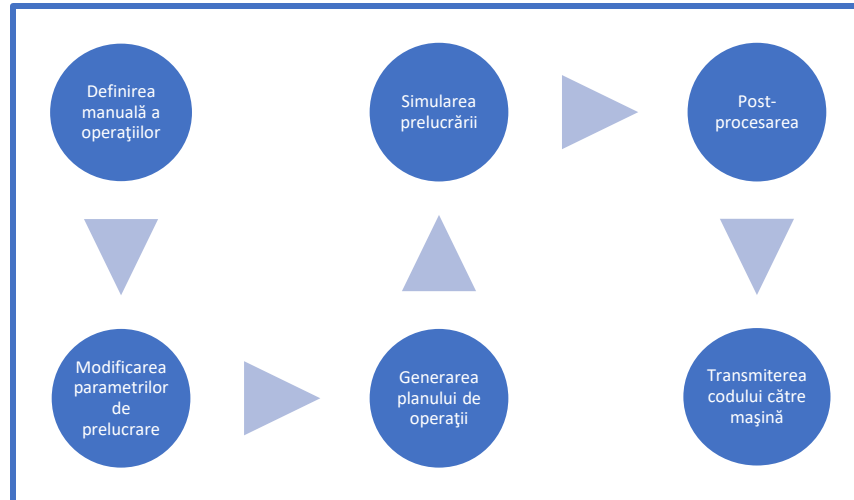 Definirea
manuală a
operaţiilor
Modificarea
parametrilor
de
prelucrare
Generarea
planului de
operaţii
Simularea
prelucrării
Post-
procesarea
Transmiterea
codului către
maşină